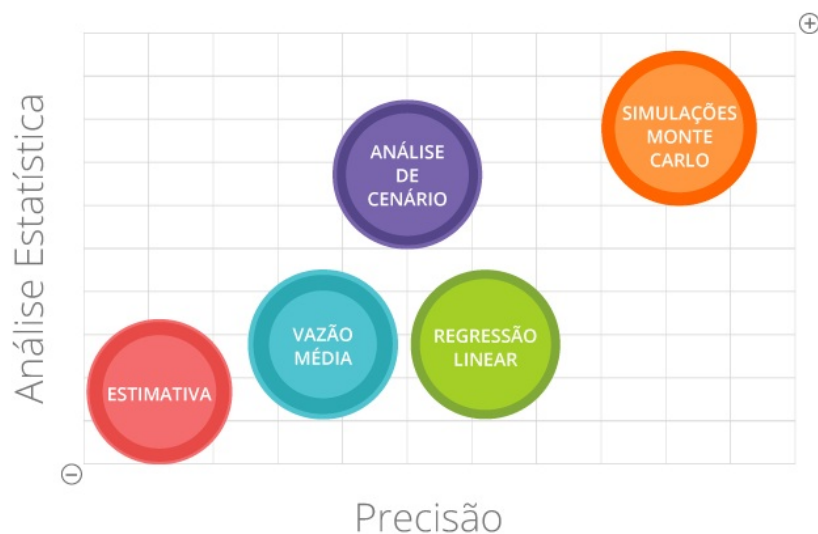 Análise Estatística
SIMULAÇÕES
MONTE
CARLO
ANÁLISE
DE
CENÁRIO
VAZÃO
MÉDIA
REGRESSÃO
LINEAR
ESTIMATIVA
Precisão